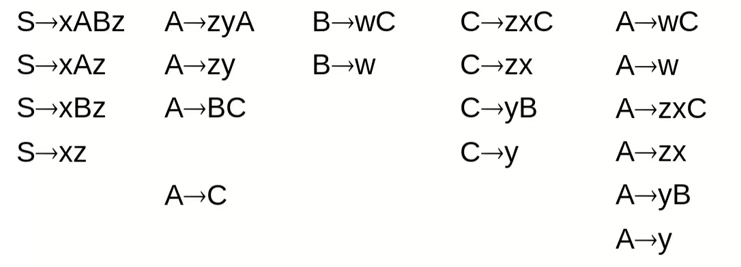 S→xABz A→zyA B→wC C→zxC A→wC
S→xAz A→zy B→w C→zx A→w
S→xBz A→BC C→yB A→zxC
S→xz C→y A→zx
A→C A→yB
A→y